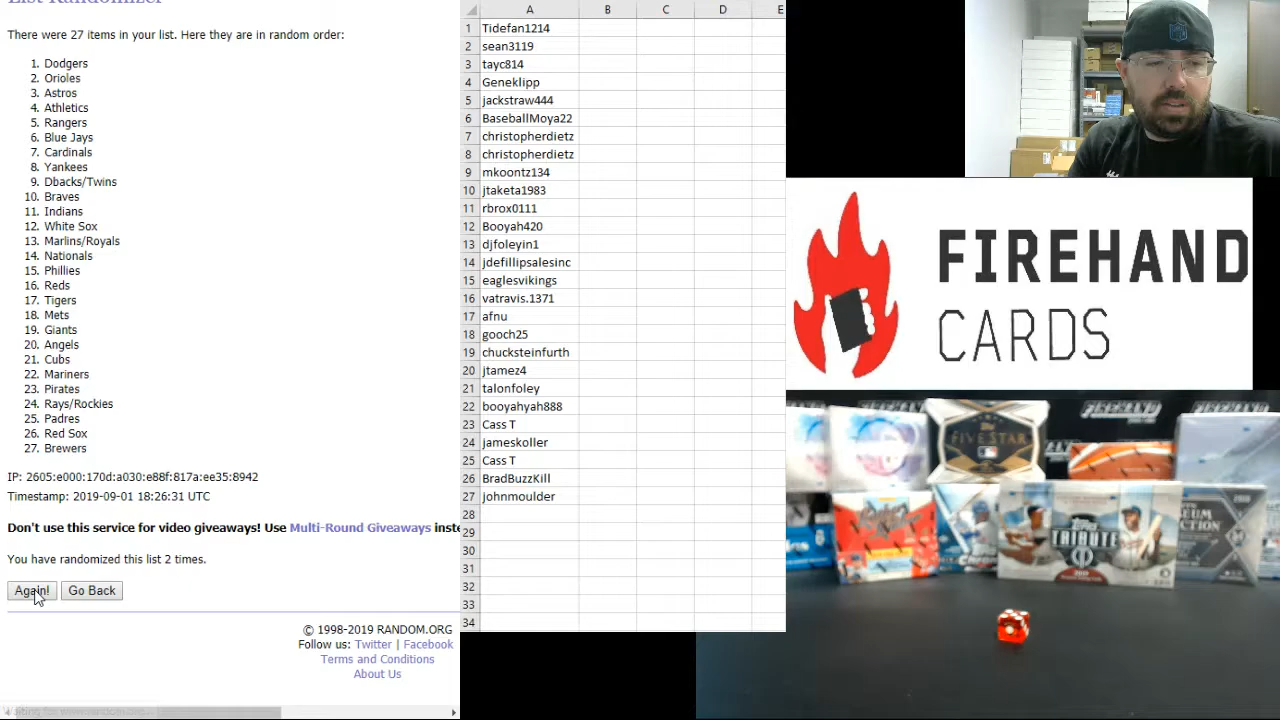 List Randomizer
There were 27 items in your list. Here they are in random order:
1. Dodgers
2. Orioles
3. Astros
4. Athletics
5. Rangers
6. Blue Jays
7. Cardinals
8. Yankees
9. Dbacks/Twins
10. Braves
11. Indians
12. White Sox
13. Marlins/Royals
14. Nationals
15. Phillies
16. Reds
17. Tigers
18. Mets
19. Giants
20. Angels
21. Cubs
22. Mariners
23. Pirates
24. Rays/Rockies
25. Padres
26. Red Sox
27. Brewers
IP: 2605:e000:170d:a030:e88f:817a:ee35:8942
Timestamp: 2019-09-01 18:26:31 UTC
Don't use this service for video giveaways! Use Multi-Round Giveaways inste
You have randomized this list 2 times.
Again! Go Back
© 1998-2019 RANDOM.ORG
Follow us: Twitter | Facebook
Terms and Conditions
About Us
A B C D E
1 Tidefan1214
2 sean3119
3 tayc814
4 Geneklipp
5 jackstraw444
6 BaseballMoya22
7 christopherdietz
8 christopherdietz
9 mkoontz134
10 jtaketa1983
11 rbrox0111
12 Booyah420
13 djfoleyin1
14 jdefillipsalesinc
15 eaglesvikings
16 vatravis.1371
17 afnu
18 gooch25
19 chucksteinfurth
20 jtamez4
21 talonfoley
22 booyahyah888
23 Cass T
24 jameskoller
25 Cass T
26 BradBuzzKill
27 johnmoulder
28
29
30
31
32
33
34
FIREHAND
CARDS
FIVE STAR
TRIBUTE